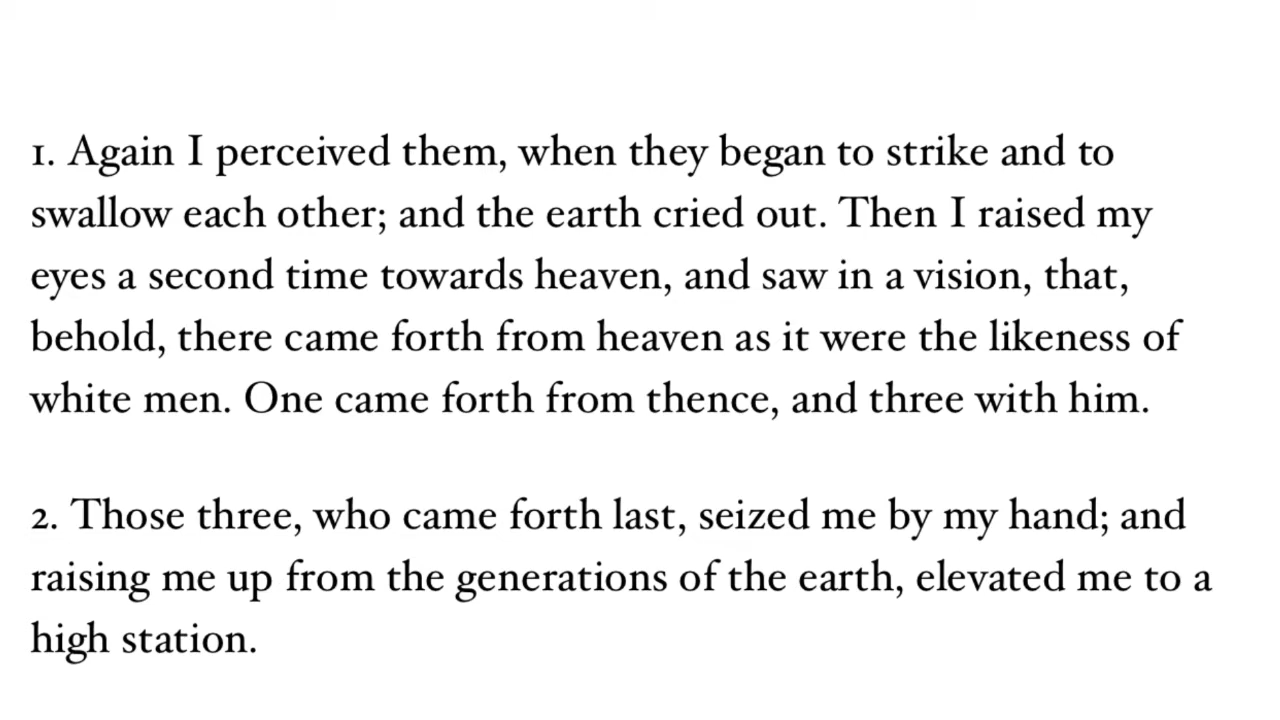 1. Again I perceived them, when they began to strike and to
swallow each other; and the earth cried out. Then I raised my
eyes a second time towards heaven, and saw in a vision, that,
behold, there came forth from heaven as it were the likeness of
white men. One came forth from thence, and three with him.
2. Those three, who came forth last, seized me by my hand; and
raising me up from the generations of the earth, elevated me to a
high station.